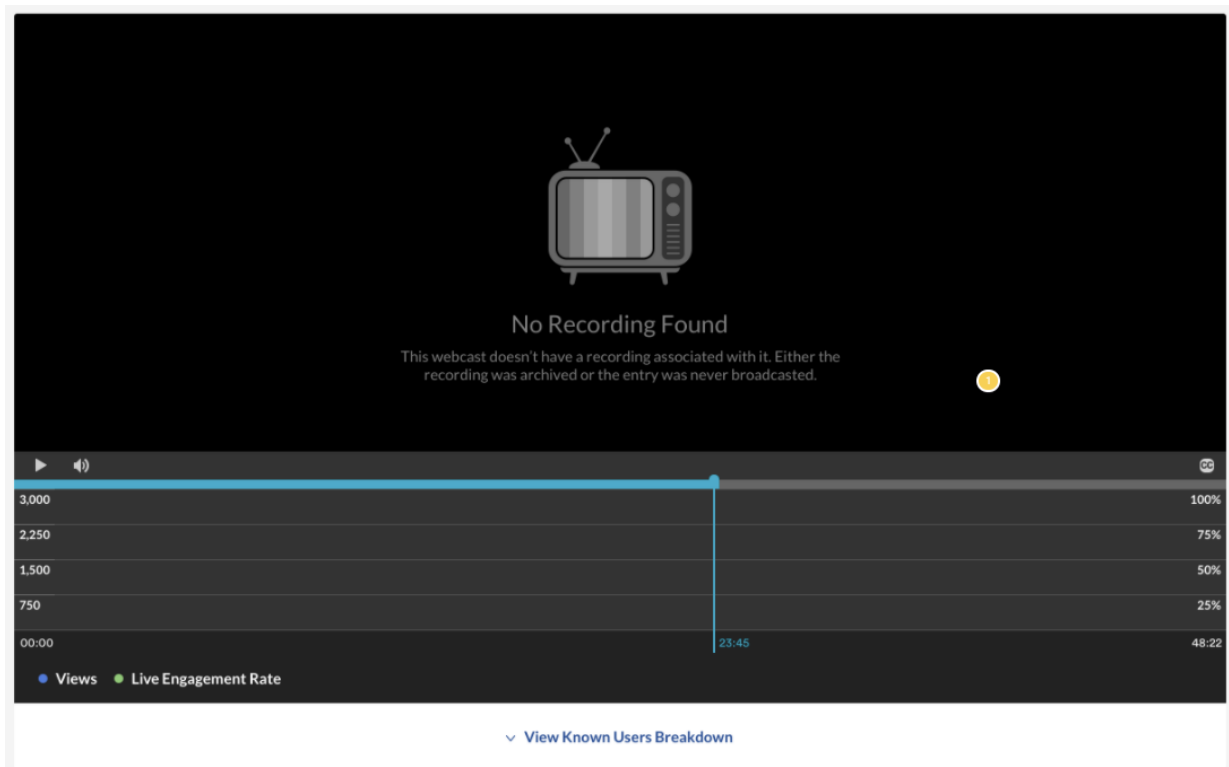 No Recording Found
This webcast doesn't have a recording associated with it. Either the
recording was archived or the entry was never broadcasted.
1
CC
3,000 100%
2,250 75%
1,500 50%
750 25%
00:00 23:45 48:22
Views Live Engagement Rate
View Known Users Breakdown